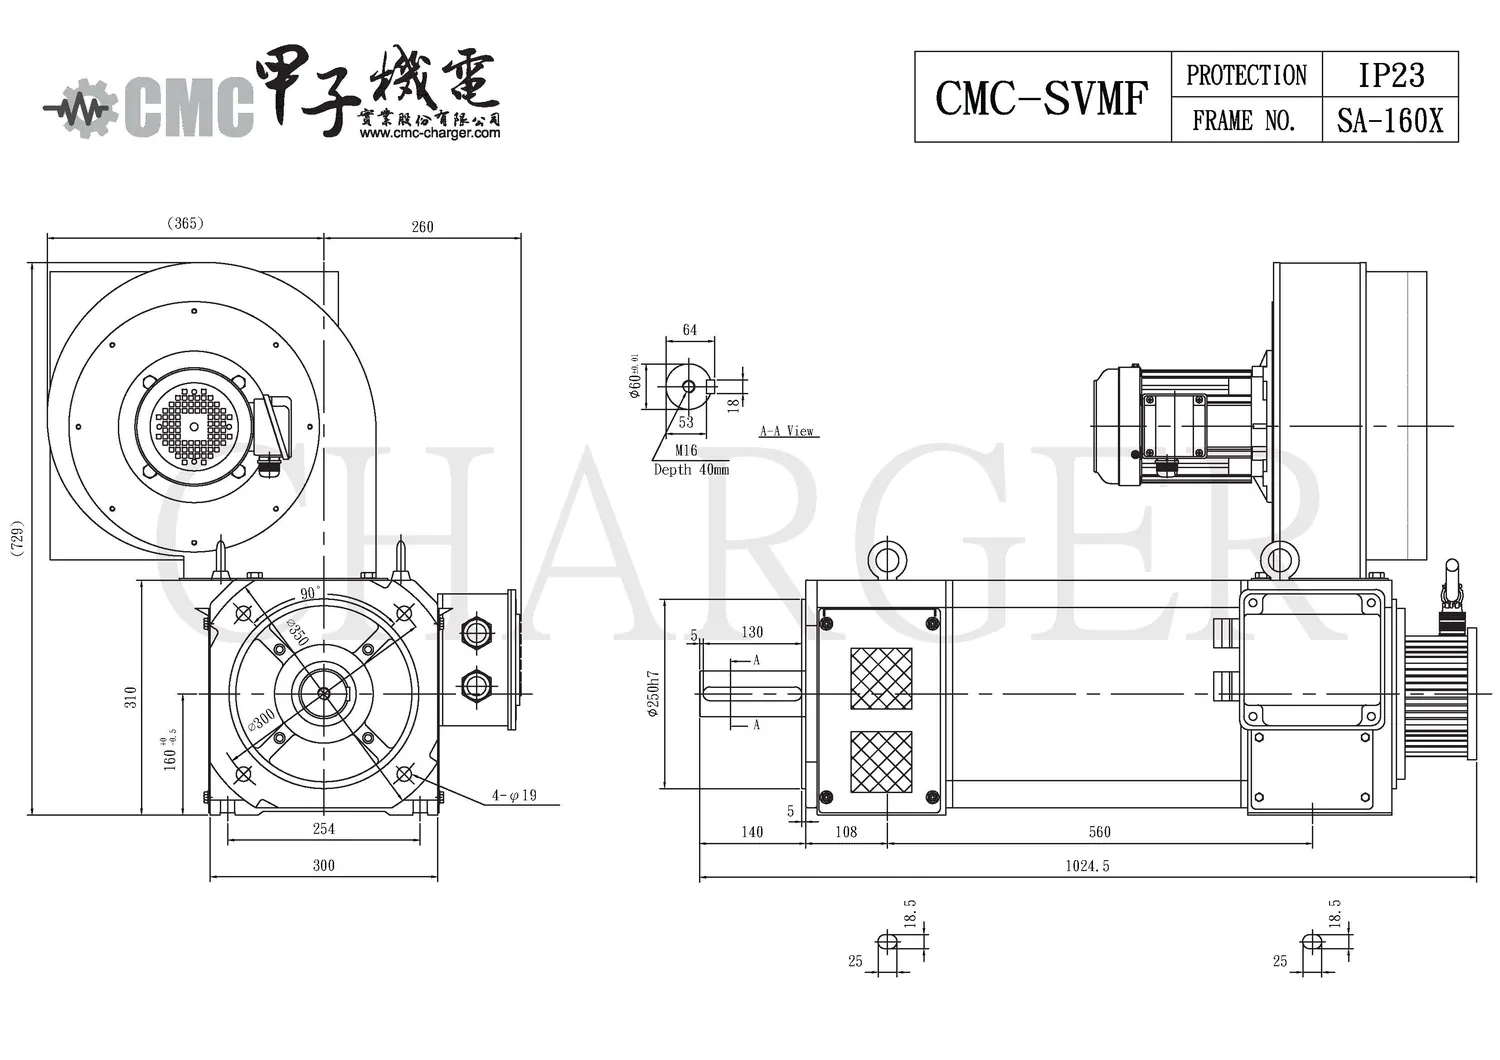 CMC 甲子機電
實業股份有限公司
www.cmc-charger.com
CMC-SVMF
PROTECTION
IP23
FRAME NO.
SA-160X
(365)
260
(729)
310
160 +0 -0.5
90°
⌀350
⌀300
4-φ19
254
300
64
Φ60±0.01
18
53
M16
Depth 40mm
A-A View
5
130
A
A
Φ250h7
5
140
108
560
1024.5
18.5
25
18.5
25
CHARGER